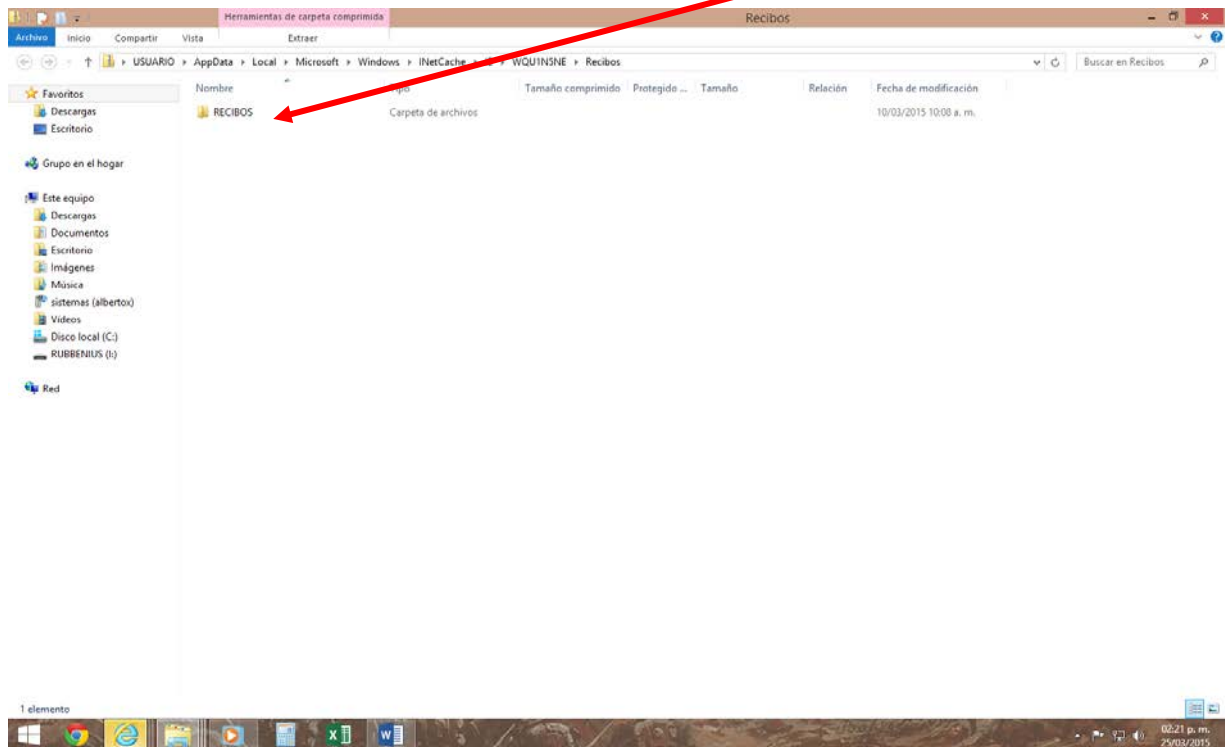 Herramientas de carpeta comprimida
Recibos
Archivo Inicio Compartir Vista Extraer
USUARIO AppData Local Microsoft Windows INetCache WQU1N5NE Recibos
Buscar en Recibos
Nombre Tamaño comprimido Protegido ... Tamaño Relación Fecha de modificación
RECIBOS Carpeta de archivos 10/03/2015 10:08 a. m.
Favoritos
Descargas
Escritorio
Grupo en el hogar
Este equipo
Descargas
Documentos
Escritorio
Imágenes
Música
sistemas (albertox)
Vídeos
Disco local (C:)
RUBBENIUS (I:)
Red
1 elemento
02:21 p. m.
25/03/2015